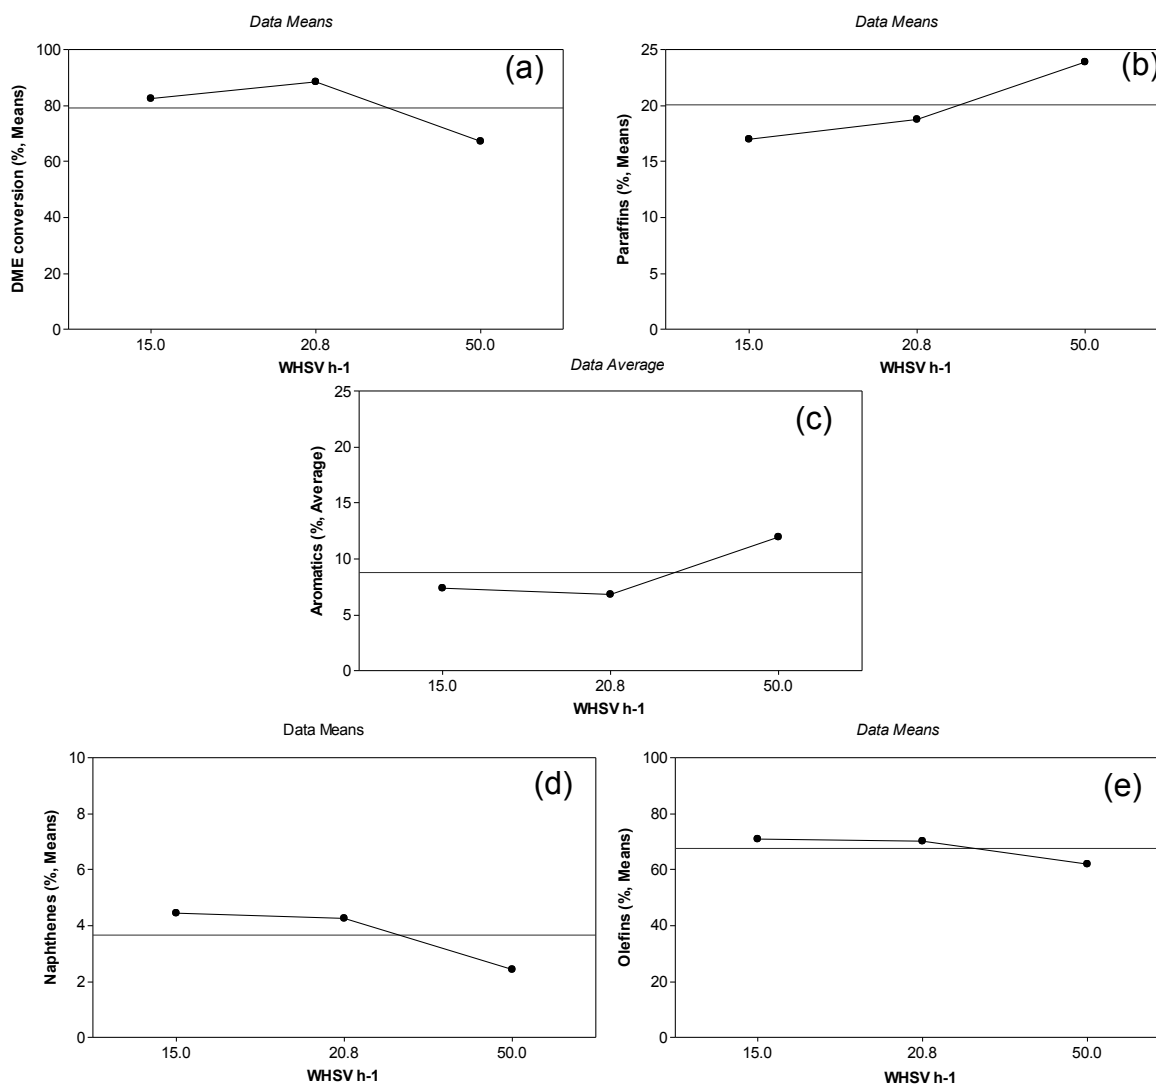 Data Means
(a)
DME conversion (%, Means)
100
80
60
40
20
0
15.0 20.8 50.0
WHSV h-1
Data Means
(b)
Paraffins (%, Means)
25
20
15
10
5
0
15.0 20.8 50.0
WHSV h-1
Data Average
(c)
Aromatics (%, Average)
25
20
15
10
5
0
15.0 20.8 50.0
WHSV h-1
Data Means
(d)
Naphthenes (%, Means)
10
8
6
4
2
0
15.0 20.8 50.0
WHSV h-1
Data Means
(e)
Olefins (%, Means)
100
80
60
40
20
0
15.0 20.8 50.0
WHSV h-1